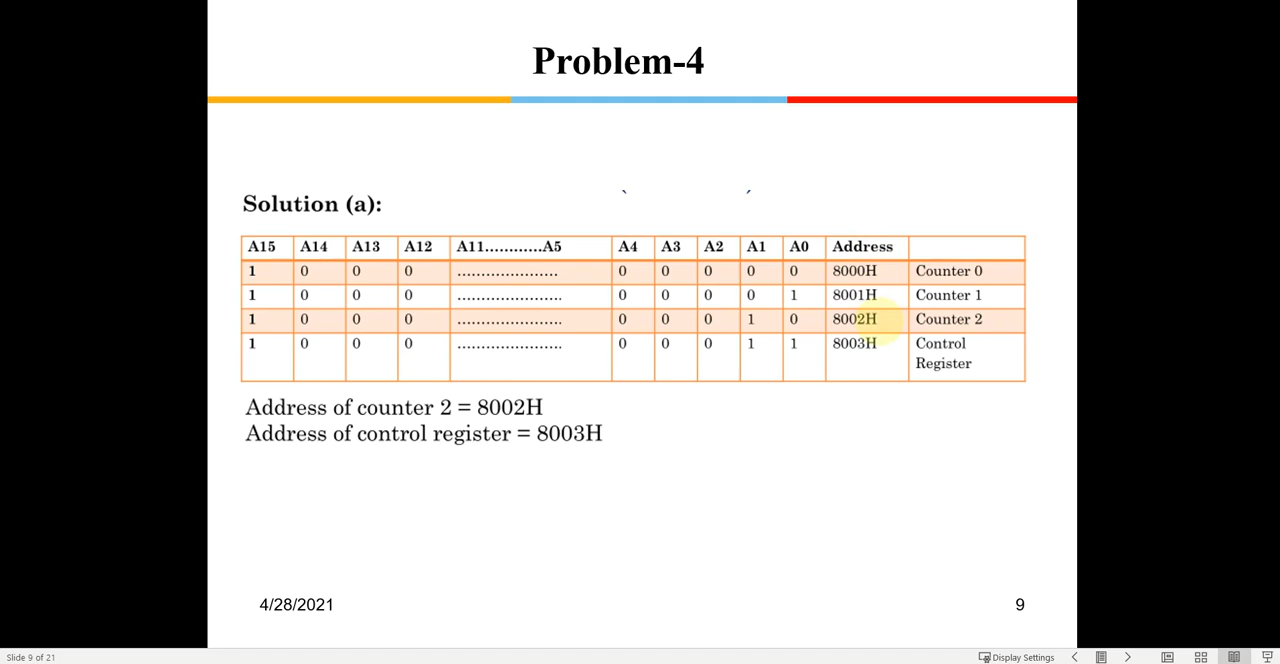 Problem-4
Solution (a):
A15 A14 A13 A12 A11............A5 A4 A3 A2 A1 A0 Address
1 0 0 0 ..................... 0 0 0 0 0 8000H Counter 0
1 0 0 0 ...................... 0 0 0 0 1 8001H Counter 1
1 0 0 0 ...................... 0 0 0 1 0 8002H Counter 2
1 0 0 0 ...................... 0 0 0 1 1 8003H Control
Register
Address of counter 2 = 8002H
Address of control register = 8003H
4/28/2021
9
Slide 9 of 21
Display Settings